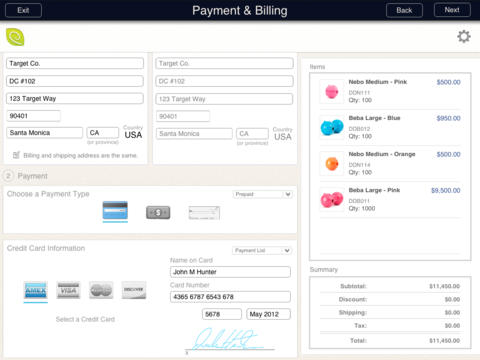 Exit
Payment & Billing
Back
Next
Target Co.
DC #102
123 Target Way
90401
Santa Monica
CA
(or province)
Country
USA
Target Co.
DC #102
123 Target Way
90401
Santa Monica
CA
(or province)
Country
USA
Billing and shipping address are the same.
2 Payment
Choose a Payment Type
Prepaid
Credit Card Information
Payment List
Name on Card
John M Hunter
Card Number
4365 6787 6543 678
5678
May 2012
AMEX
VISA
DISCOVER
Select a Credit Card
x
Items
Nebo Medium - Pink
$500.00
DDN111
Qty: 100
Beba Large - Blue
$950.00
DDB012
Qty: 100
Nebo Medium - Orange
$500.00
DDN114
Qty: 100
Beba Large - Pink
$9,500.00
DDB011
Qty: 1000
Summary
Subtotal: $11,450.00
Discount: $0.00
Shipping: $0.00
Tax: $0.00
Total: $11,450.00